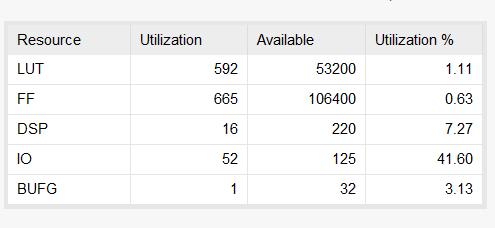 Resource Utilization Available Utilization %
LUT 592 53200 1.11
FF 665 106400 0.63
DSP 16 220 7.27
IO 52 125 41.60
BUFG 1 32 3.13